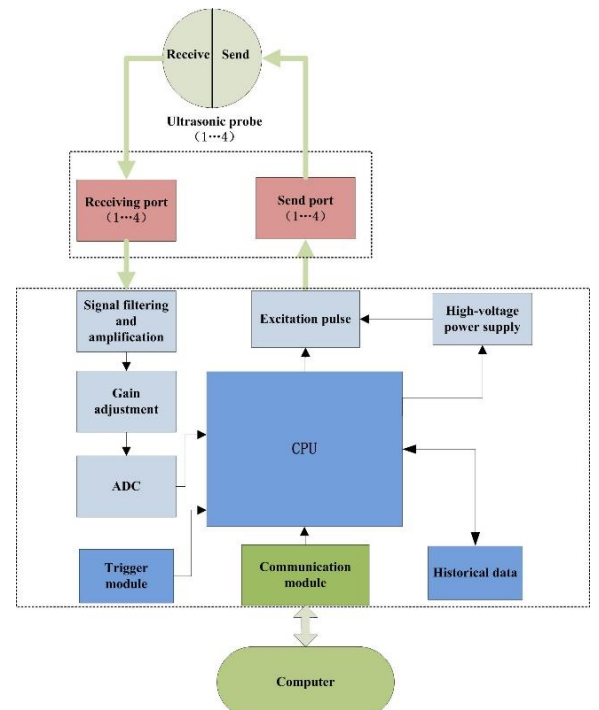 Receive Send
Ultrasonic probe
(1…4)
Receiving port
(1…4)
Send port
(1…4)
Signal filtering
and
amplification
Excitation pulse
High-voltage
power supply
Gain
adjustment
CPU
ADC
Trigger
module
Communication
module
Historical data
Computer